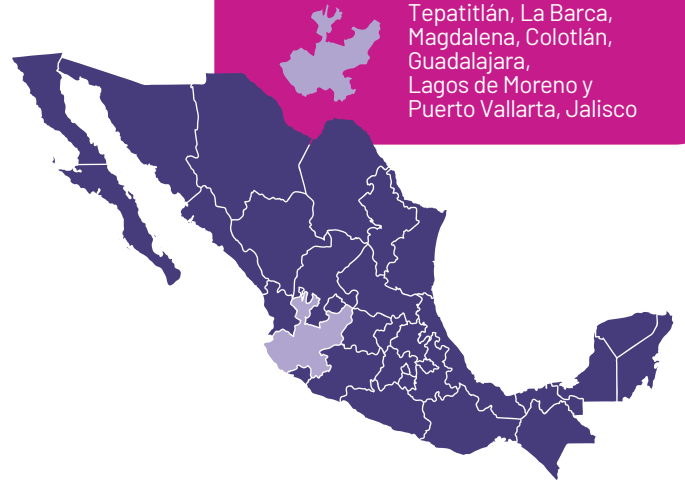 Tepatitlán, La Barca,
Magdalena, Colotlán,
Guadalajara,
Lagos de Moreno y
Puerto Vallarta, Jalisco